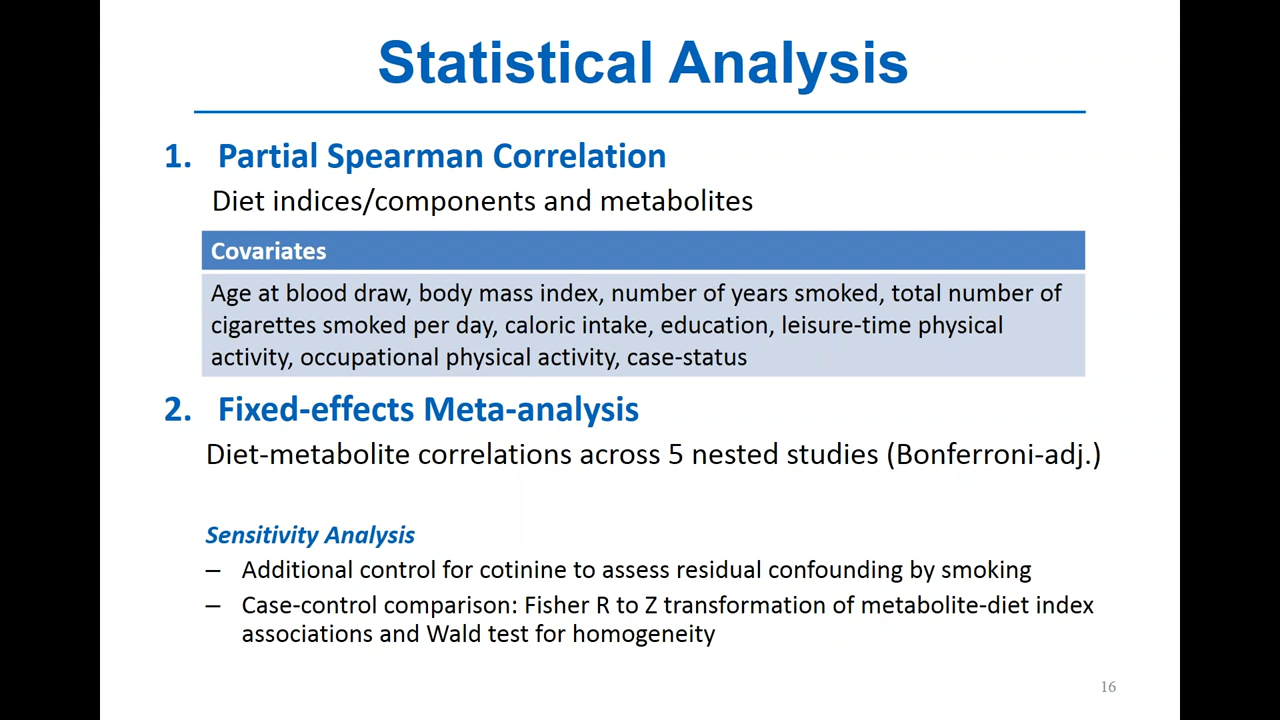 Statistical Analysis
1. Partial Spearman Correlation
Diet indices/components and metabolites
Covariates
Age at blood draw, body mass index, number of years smoked, total number of
cigarettes smoked per day, caloric intake, education, leisure-time physical
activity, occupational physical activity, case-status
2. Fixed-effects Meta-analysis
Diet-metabolite correlations across 5 nested studies (Bonferroni-adj.)
Sensitivity Analysis
– Additional control for cotinine to assess residual confounding by smoking
– Case-control comparison: Fisher R to Z transformation of metabolite-diet index
associations and Wald test for homogeneity
16